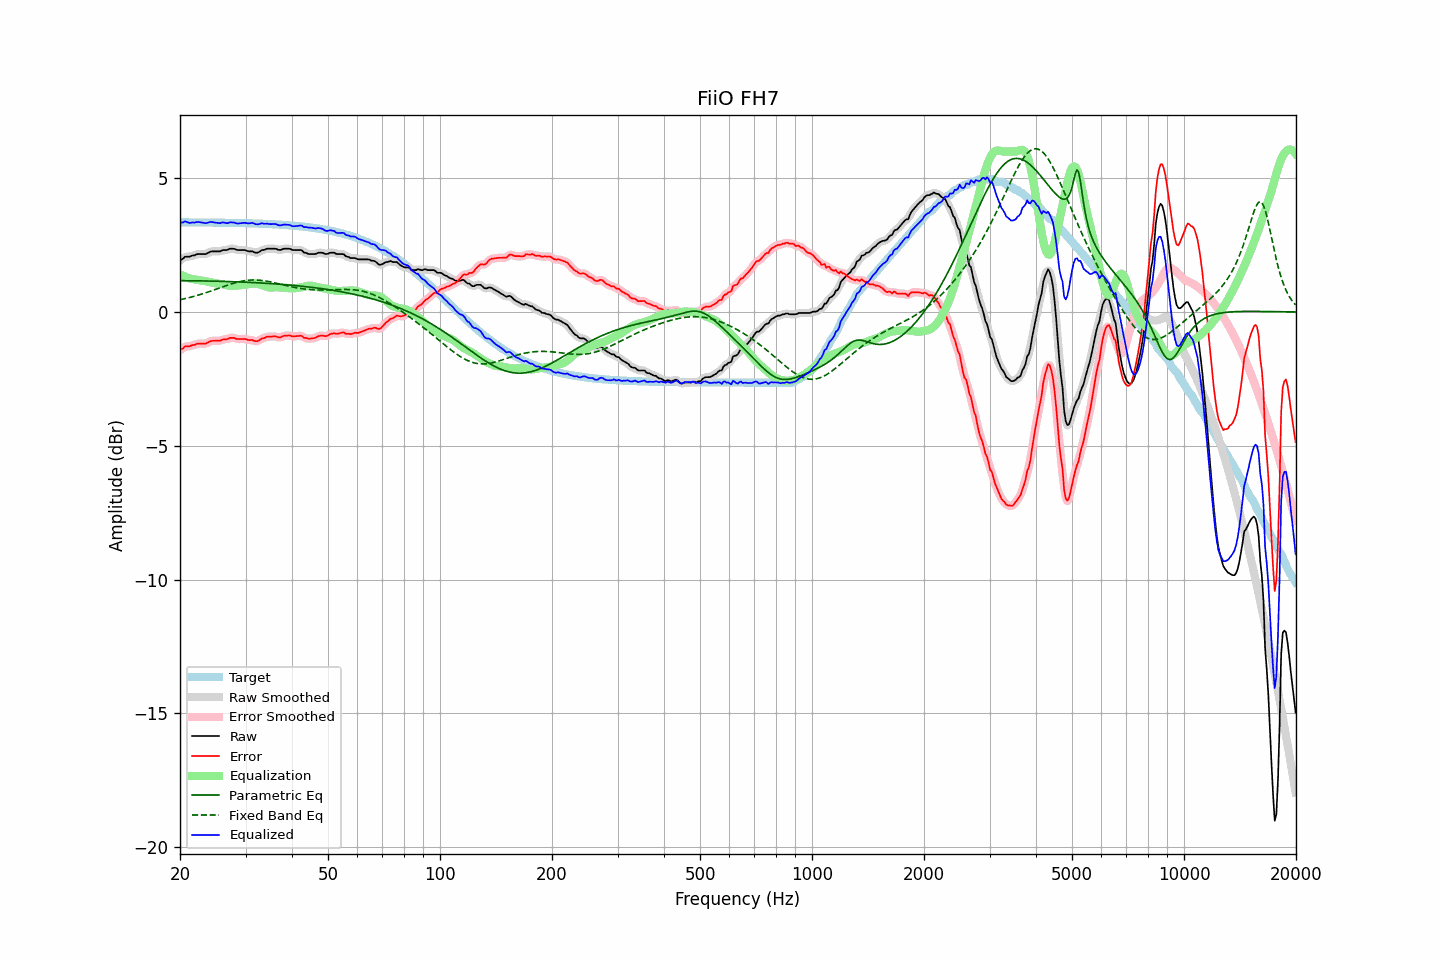 FiiO FH7
Amplitude (dBr)
5
0
−5
−10
−15
−20
Target
Raw Smoothed
Error Smoothed
Raw
Error
Equalization
Parametric Eq
Fixed Band Eq
Equalized
20 50 100 200 500 1000 2000 5000 10000 20000
Frequency (Hz)